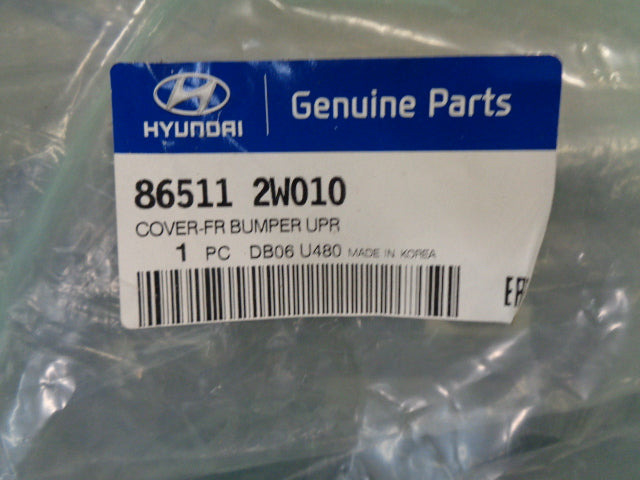 HYUNDAI
Genuine Parts
86511 2W010
COVER-FR BUMPER UPR
1 PC DB06 U480 MADE IN KOREA